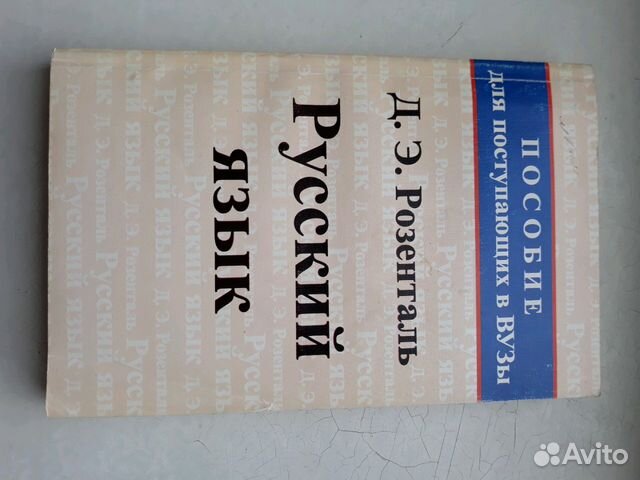 ПОСОБИЕ
для поступающих в ВУЗы
Д. Э. Розенталь
Русский
язык
Avito